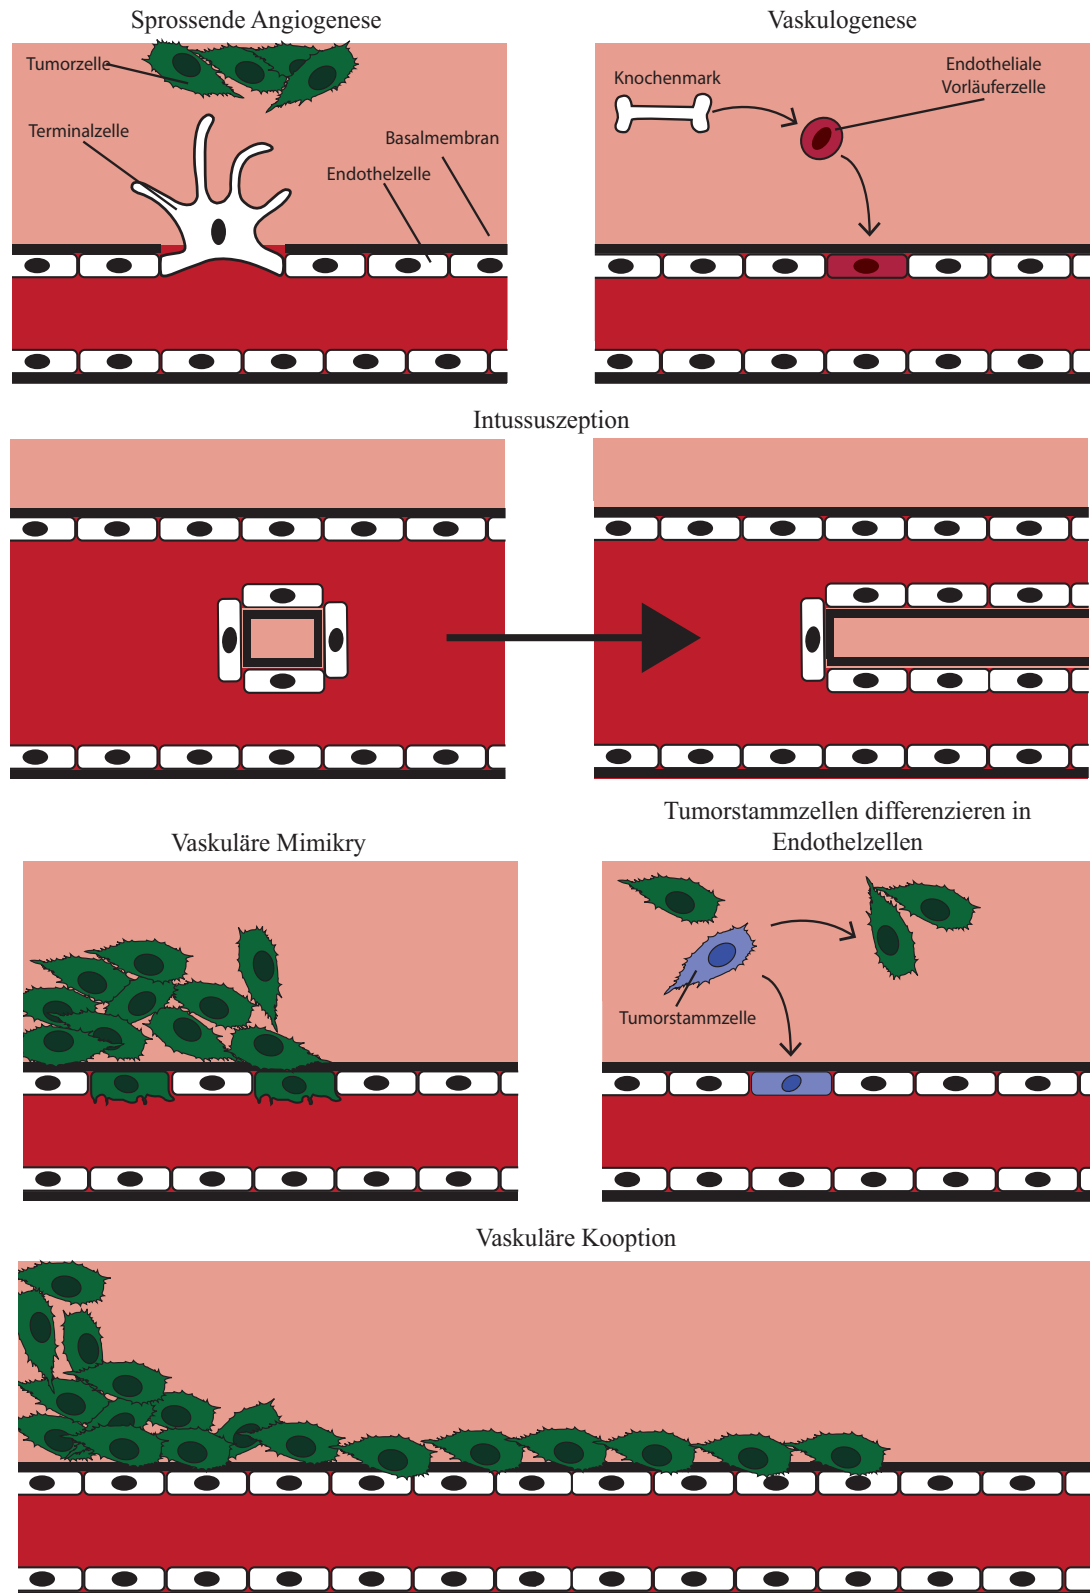 Sprossende Angiogenese
Tumorzelle
Terminalzelle
Basalmembran
Endothelzelle
Vaskulogenese
Knochenmark
Endotheliale
Vorläuferzelle
Intussuszeption
Vaskuläre Mimikry
Tumorstammzellen differenzieren in
Endothelzellen
Tumorstammzelle
Vaskuläre Kooption